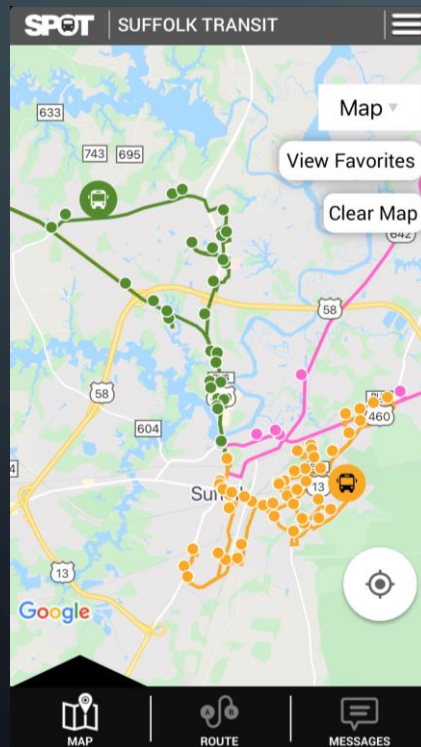 SPOT SUFFOLK TRANSIT
633
Map
743 695
View Favorites
Clear Map
642
58
58
460
604
13
13
Google
MAP ROUTE MESSAGES